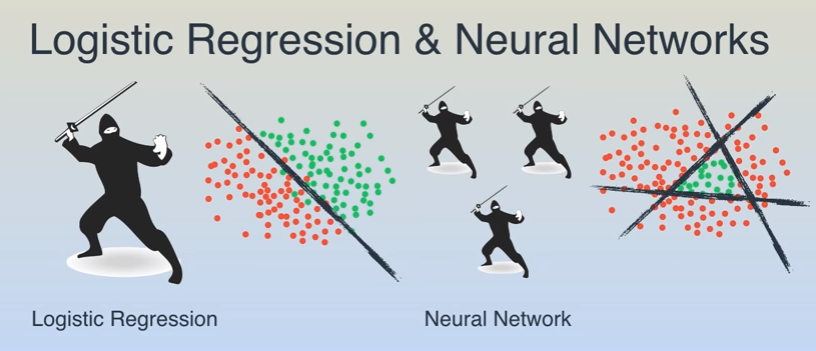 Logistic Regression & Neural Networks
Logistic Regression
Neural Network